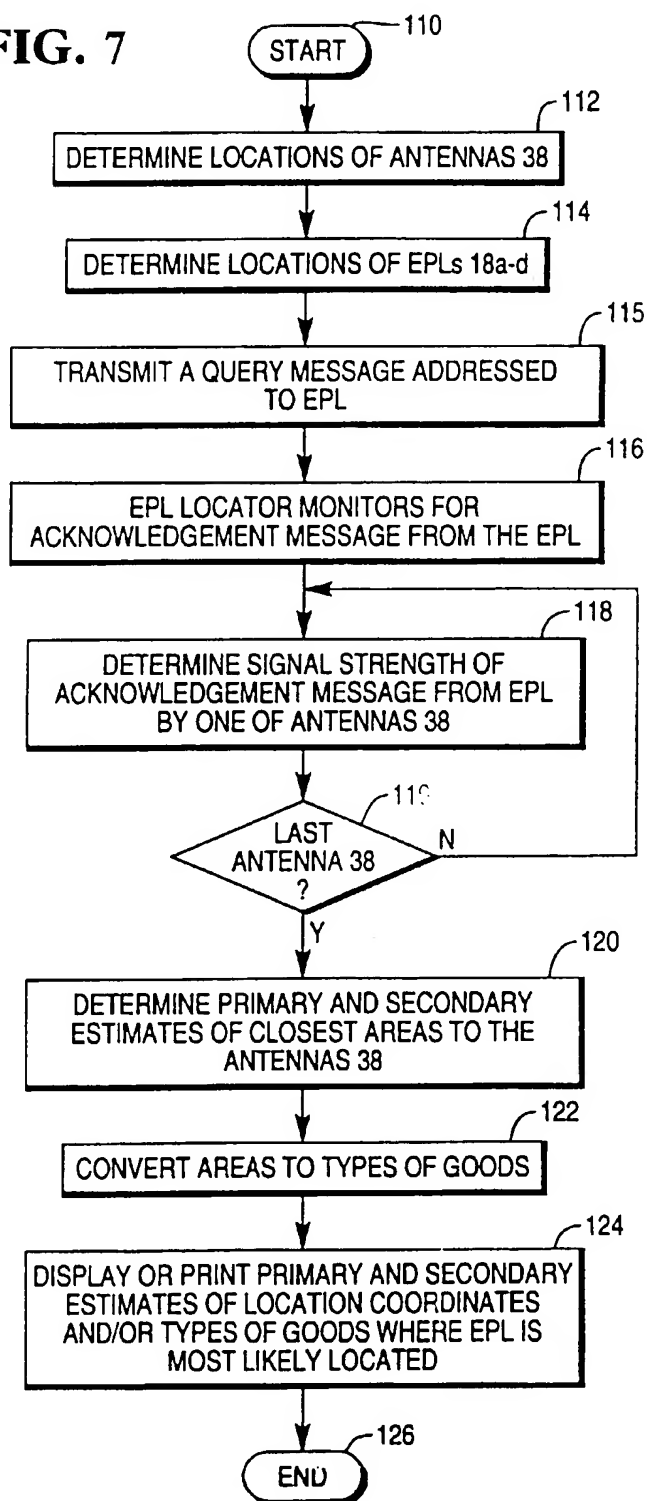 FIG. 7
START
110
112
DETERMINE LOCATIONS OF ANTENNAS 38
114
DETERMINE LOCATIONS OF EPLs 18a-d
115
TRANSMIT A QUERY MESSAGE ADDRESSED
TO EPL
116
EPL LOCATOR MONITORS FOR
ACKNOWLEDGEMENT MESSAGE FROM THE EPL
118
DETERMINE SIGNAL STRENGTH OF
ACKNOWLEDGEMENT MESSAGE FROM EPL
BY ONE OF ANTENNAS 38
LAST
ANTENNA 38
?
N
Y
120
DETERMINE PRIMARY AND SECONDARY
ESTIMATES OF CLOSEST AREAS TO THE
ANTENNAS 38
122
CONVERT AREAS TO TYPES OF GOODS
124
DISPLAY OR PRINT PRIMARY AND SECONDARY
ESTIMATES OF LOCATION COORDINATES
AND/OR TYPES OF GOODS WHERE EPL IS
MOST LIKELY LOCATED
126
END